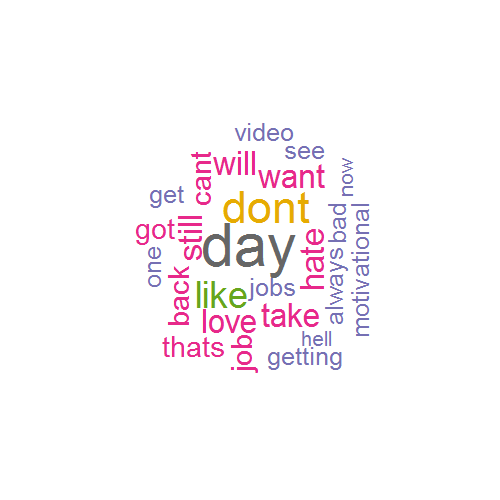 video
see
will
want
cant
now
get
dont
got
still
day
hate
bad
always
motivational
one
back
like
jobs
love
take
thats
job
hell
getting